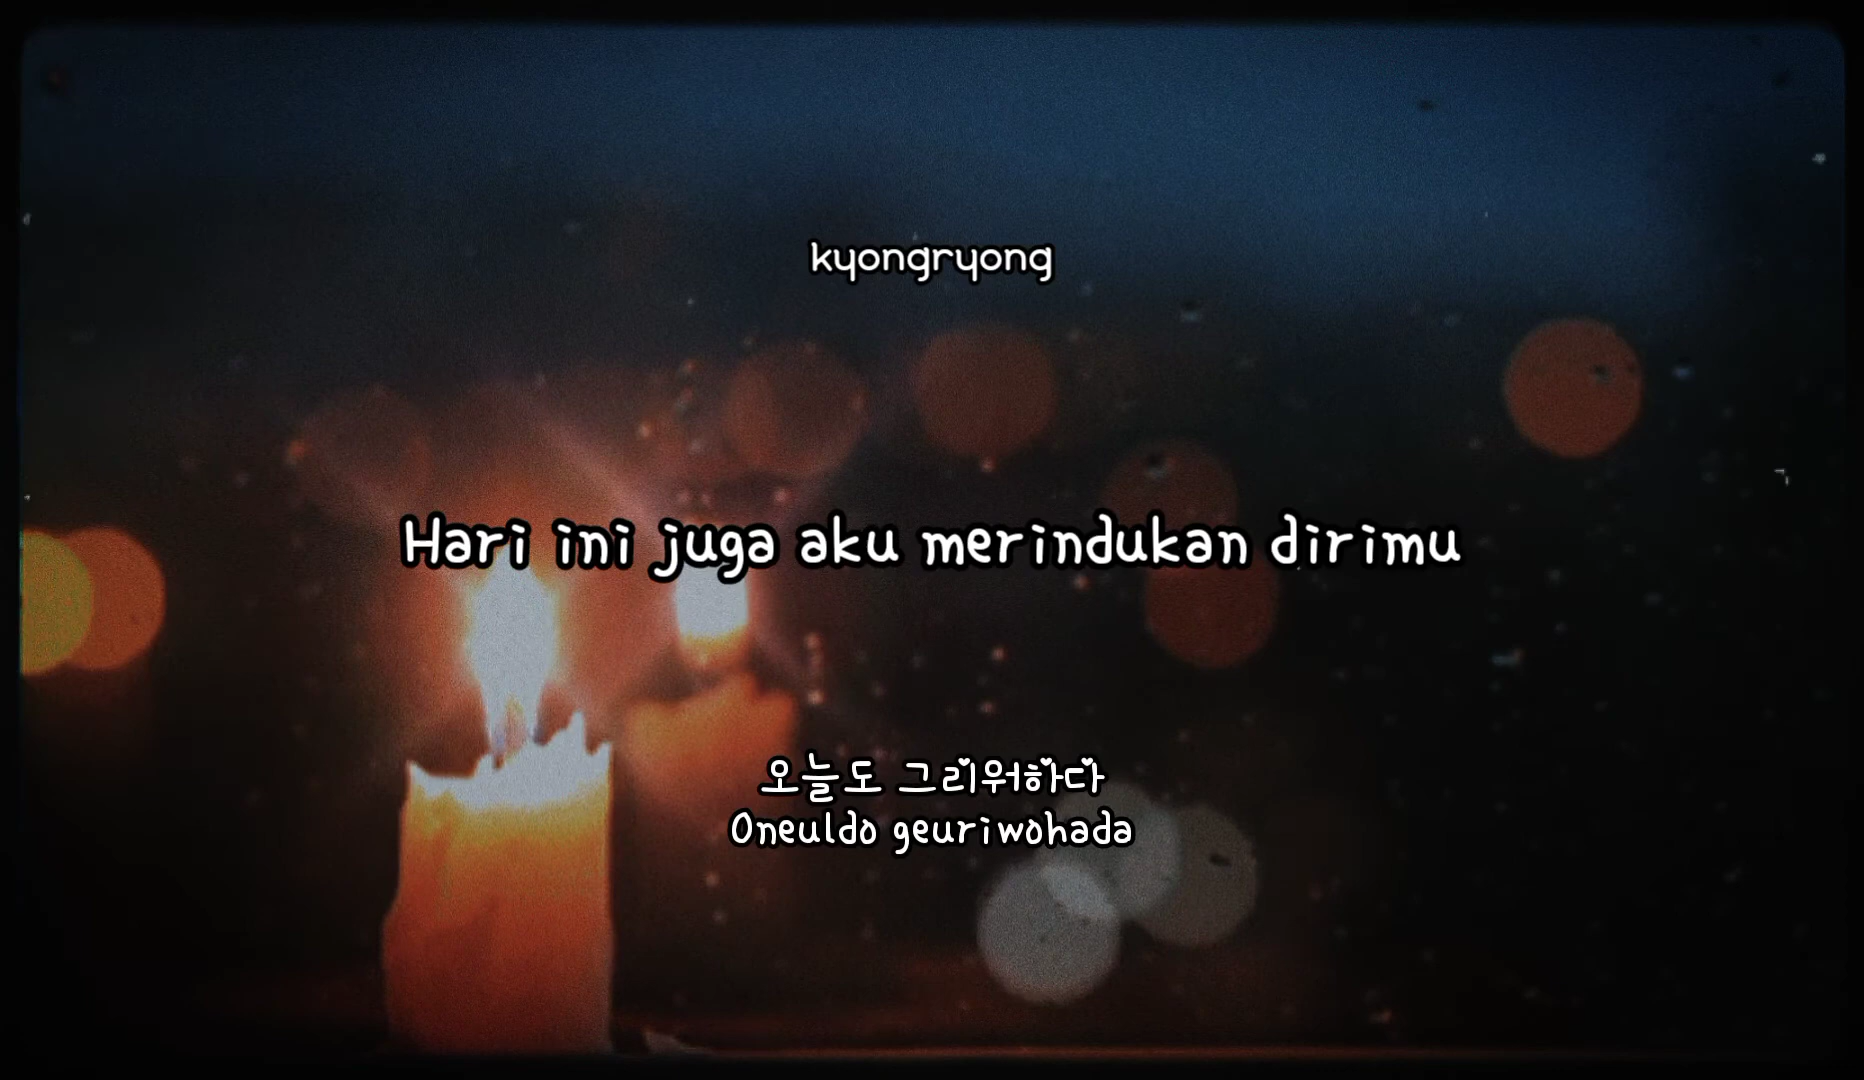 kyongryong
Hari ini juga aku merindukan dirimu
오늘도 그리워하다
Oneuldo geuriwohada